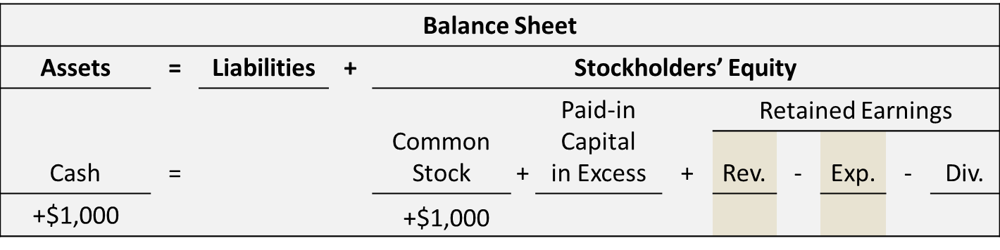 Balance Sheet
Assets = Liabilities + Stockholders’ Equity
Paid-in Capital in Excess
Retained Earnings
Common Stock
Cash = + + Rev. - Exp. - Div.
+$1,000 +$1,000